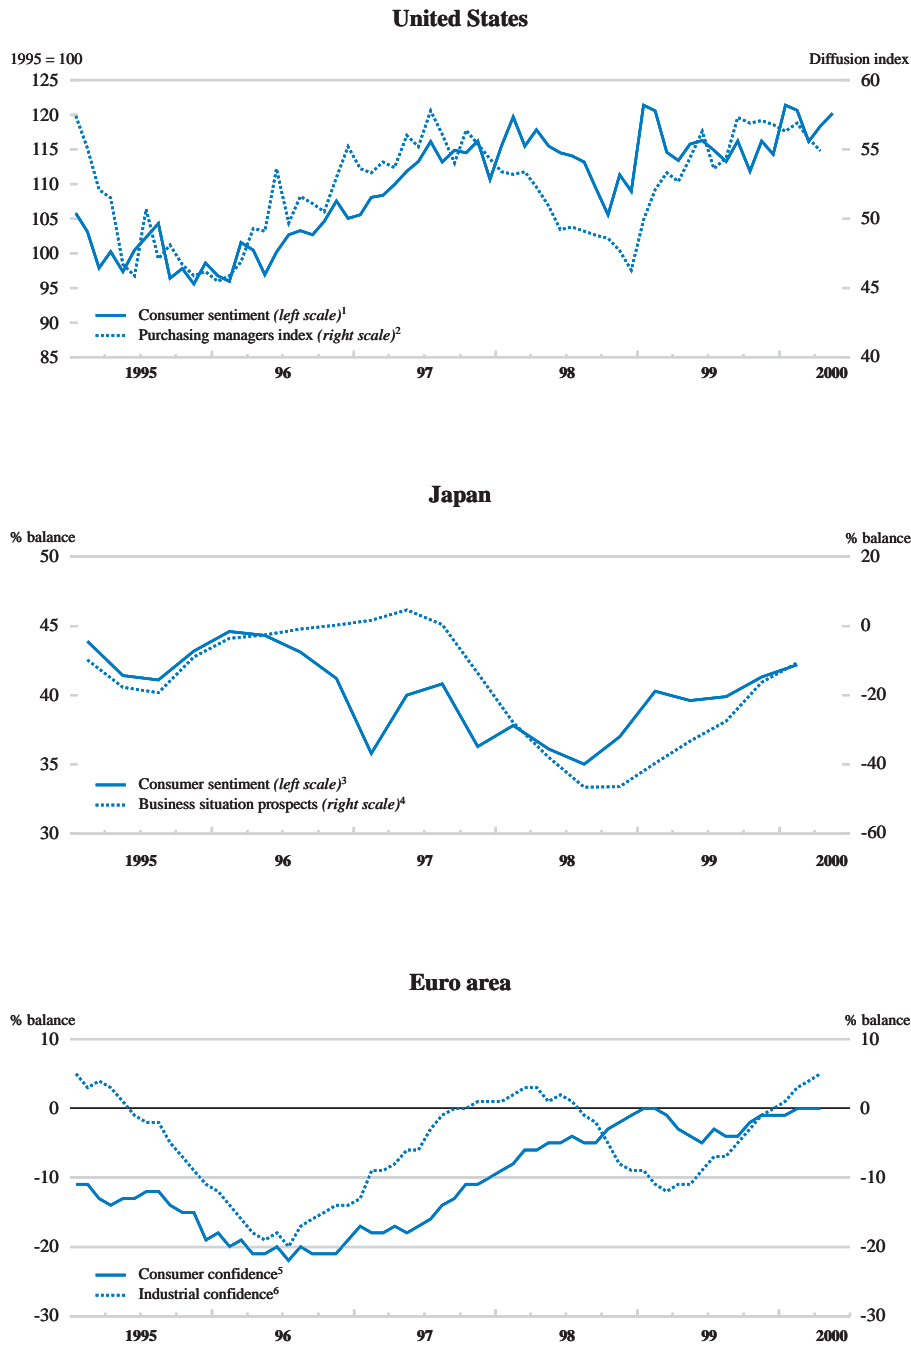 United States
1995 = 100 Diffusion index
125 60
120
115 55
110
105 50
100
95 45
90
85 40
Consumer sentiment (left scale)1
Purchasing managers index (right scale)2
1995 96 97 98 99 2000
Japan
% balance % balance
50 20
45 0
40 -20
35 -40
30 -60
Consumer sentiment (left scale)3
Business situation prospects (right scale)4
1995 96 97 98 99 2000
Euro area
% balance % balance
10 10
0 0
-10 -10
-20 -20
-30 -30
Consumer confidence5
Industrial confidence6
1995 96 97 98 99 2000